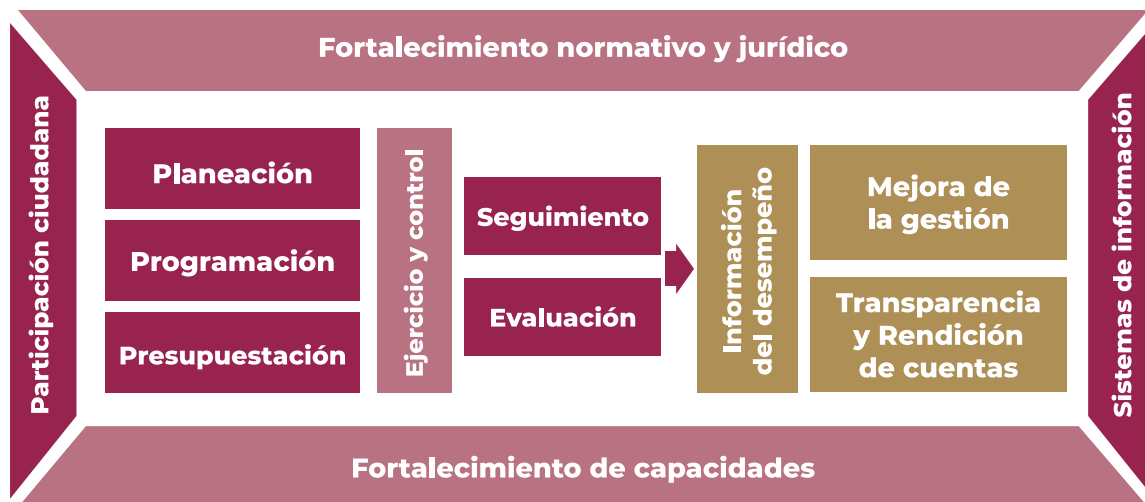 Fortalecimiento normativo y jurídico
Participación ciudadana
Planeación
Programación
Presupuestación
Ejercicio y control
Seguimiento
Evaluación
Información
del desempeño
Mejora de
la gestión
Transparencia
y Rendición
de cuentas
Sistemas de información
Fortalecimiento de capacidades